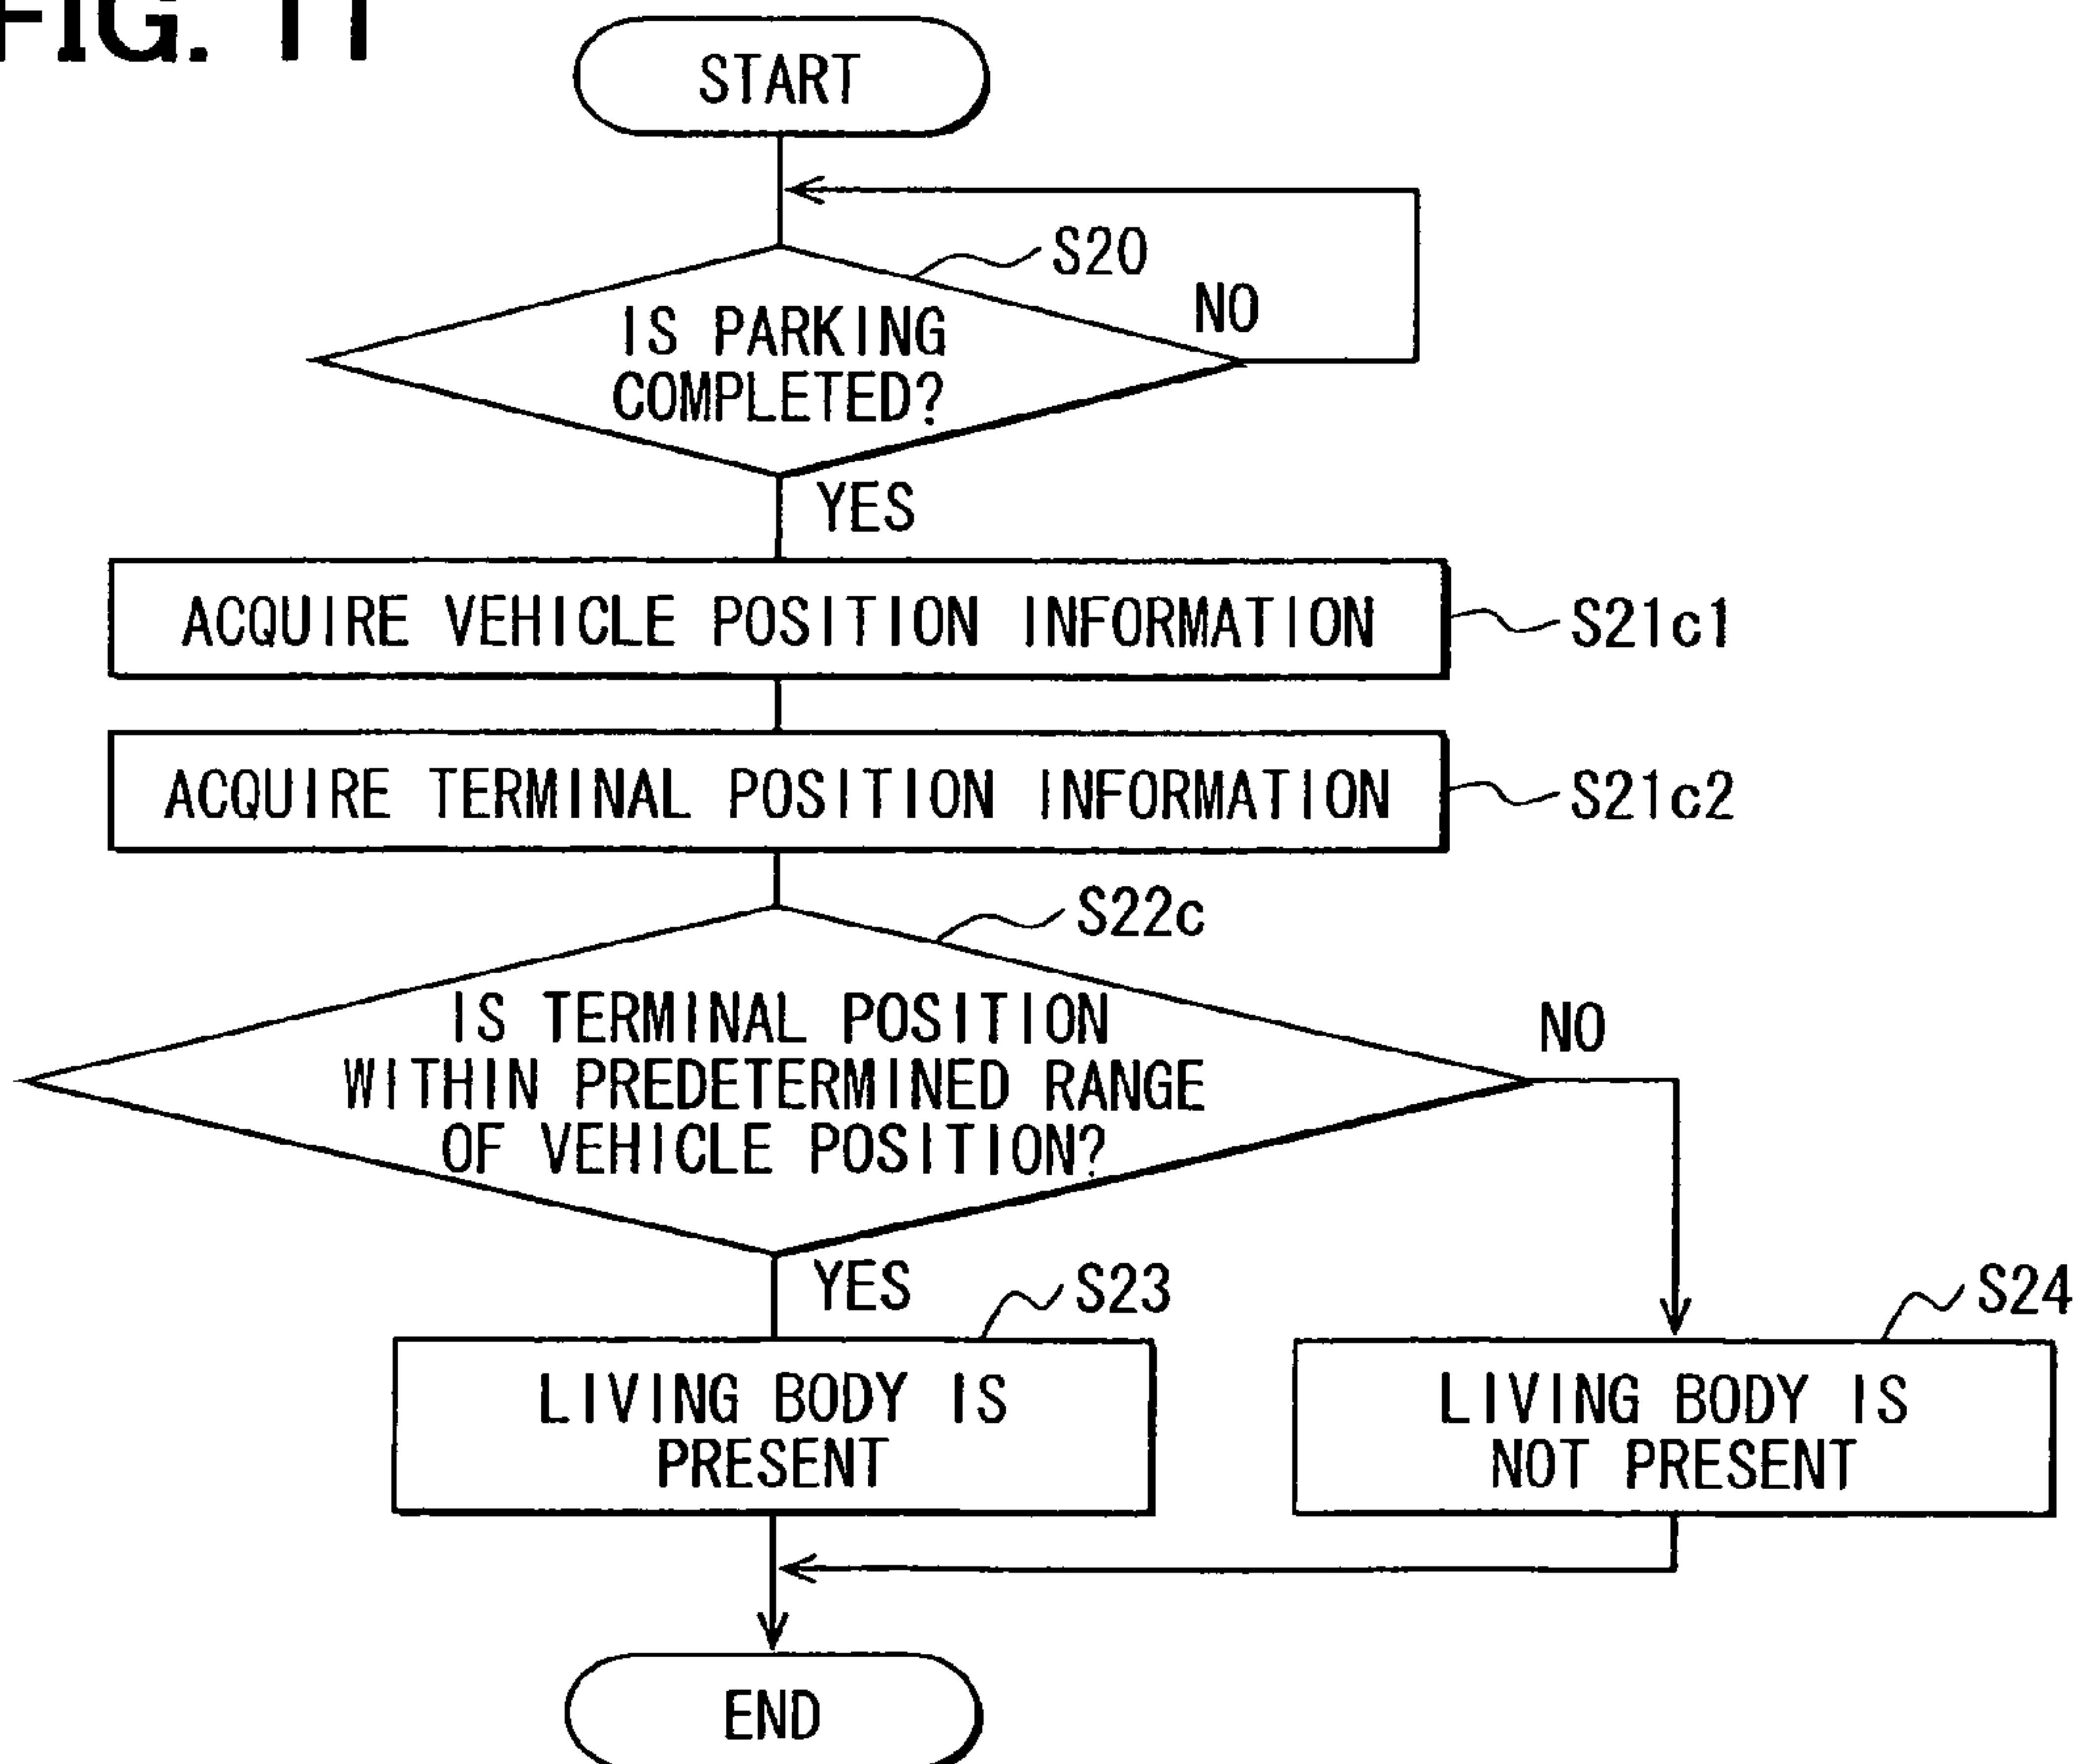 FIG. 11
START
S20
NO
IS PARKING
COMPLETED?
YES
ACQUIRE VEHICLE POSITION INFORMATION
S21c1
ACQUIRE TERMINAL POSITION INFORMATION
S21c2
S22c
IS TERMINAL POSITION
WITHIN PREDETERMINED RANGE
OF VEHICLE POSITION?
NO
YES
S23
S24
LIVING BODY IS
PRESENT
LIVING BODY IS
NOT PRESENT
END